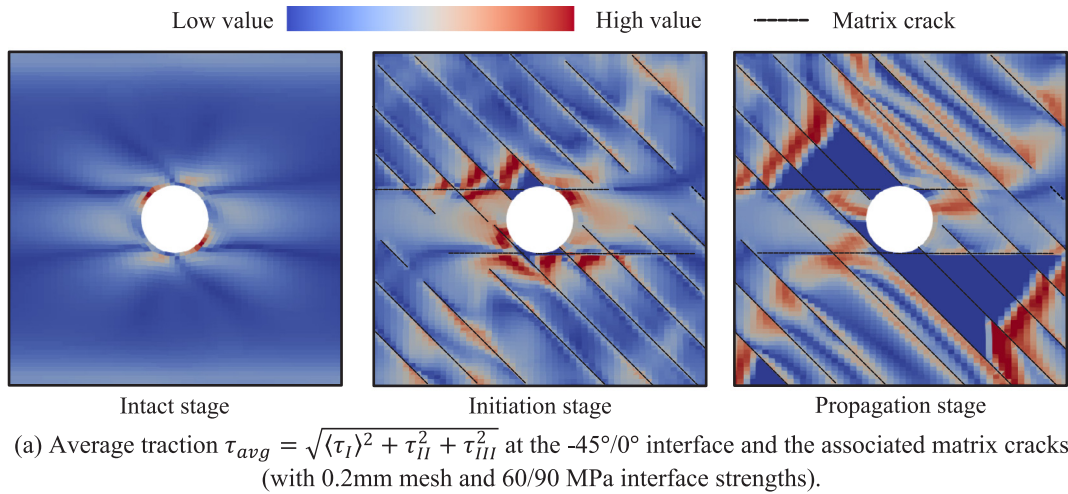 Low value High value Matrix crack
Intact stage Initiation stage Propagation stage
(a) Average traction τ_avg = √(⟨τ_I⟩² + τ_II² + τ_III²) at the -45°/0° interface and the associated matrix cracks
(with 0.2mm mesh and 60/90 MPa interface strengths).